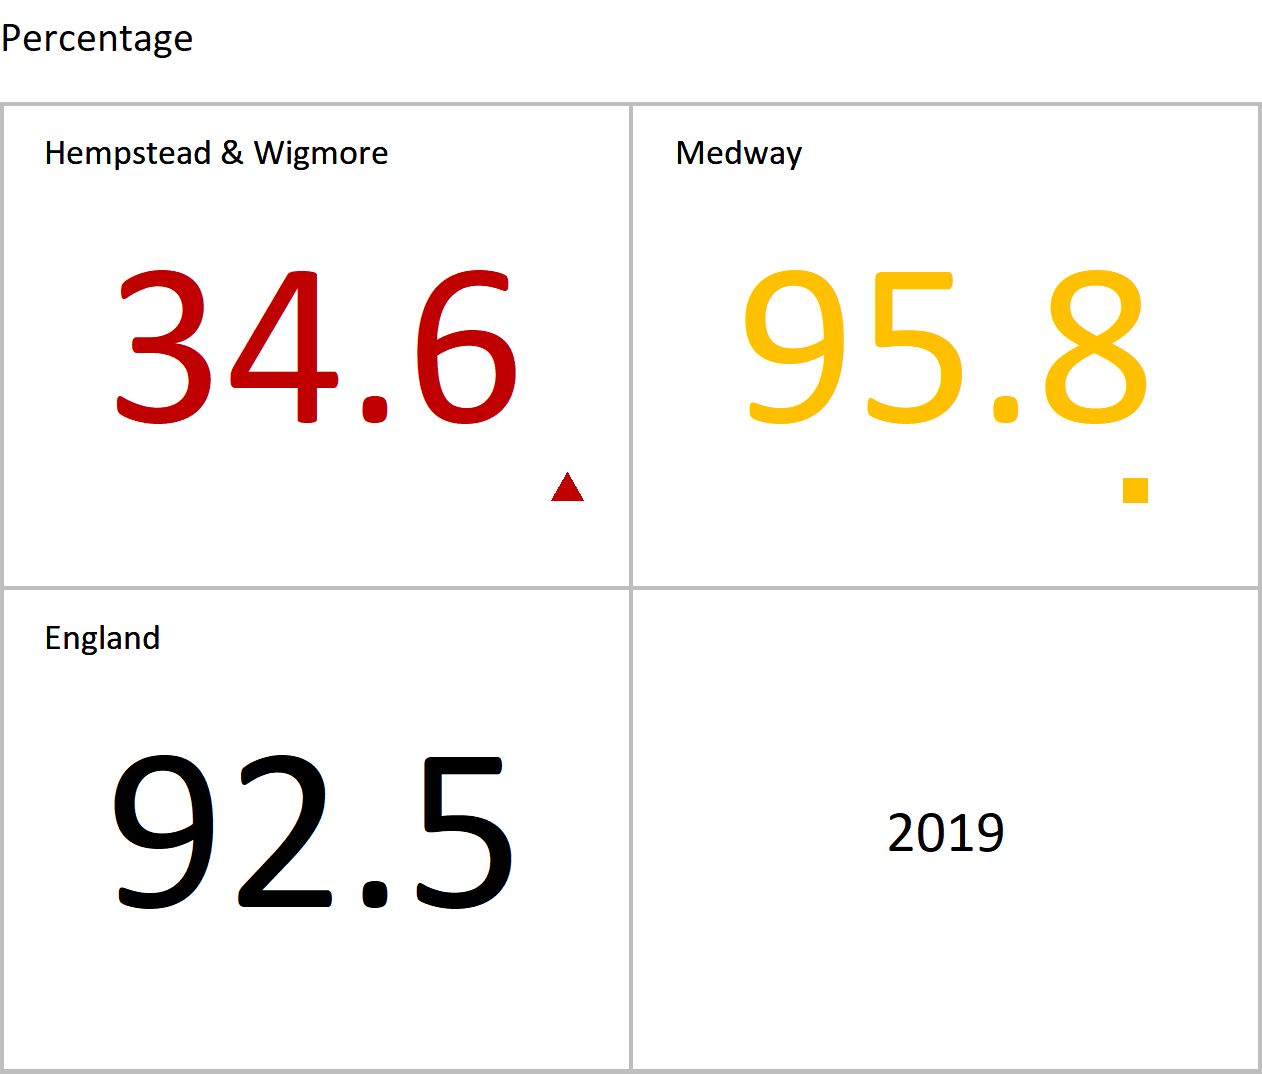 Percentage
Hempstead & Wigmore
34.6
Medway
95.8
England
92.5
2019